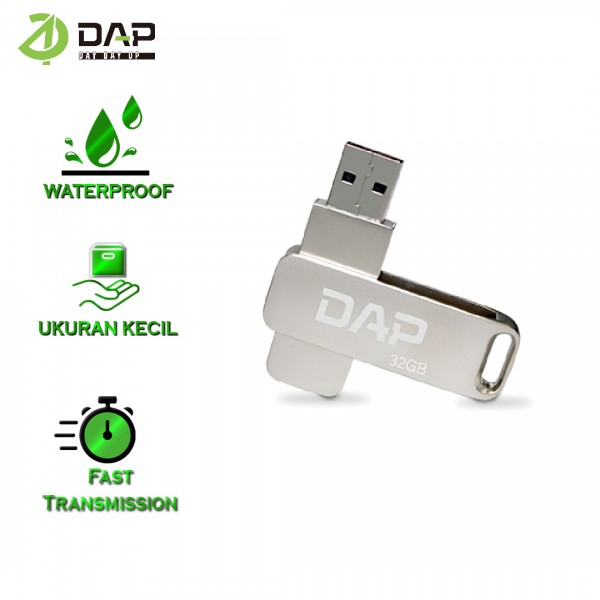 DAP
DAY DAY UP
WATERPROOF
UKURAN KECIL
FAST
TRANSMISSION
DAP
32GB